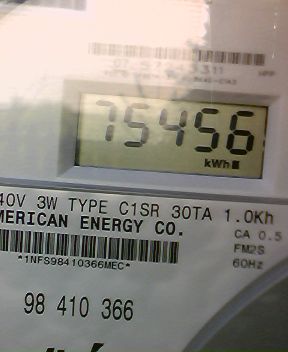 75456
kWh
40V 3W TYPE C1SR 30TA 1.0Kh
MERICAN ENERGY CO.
CA 0.5
FM2S
60Hz
*1NFS98410366MEC*
98 410 366